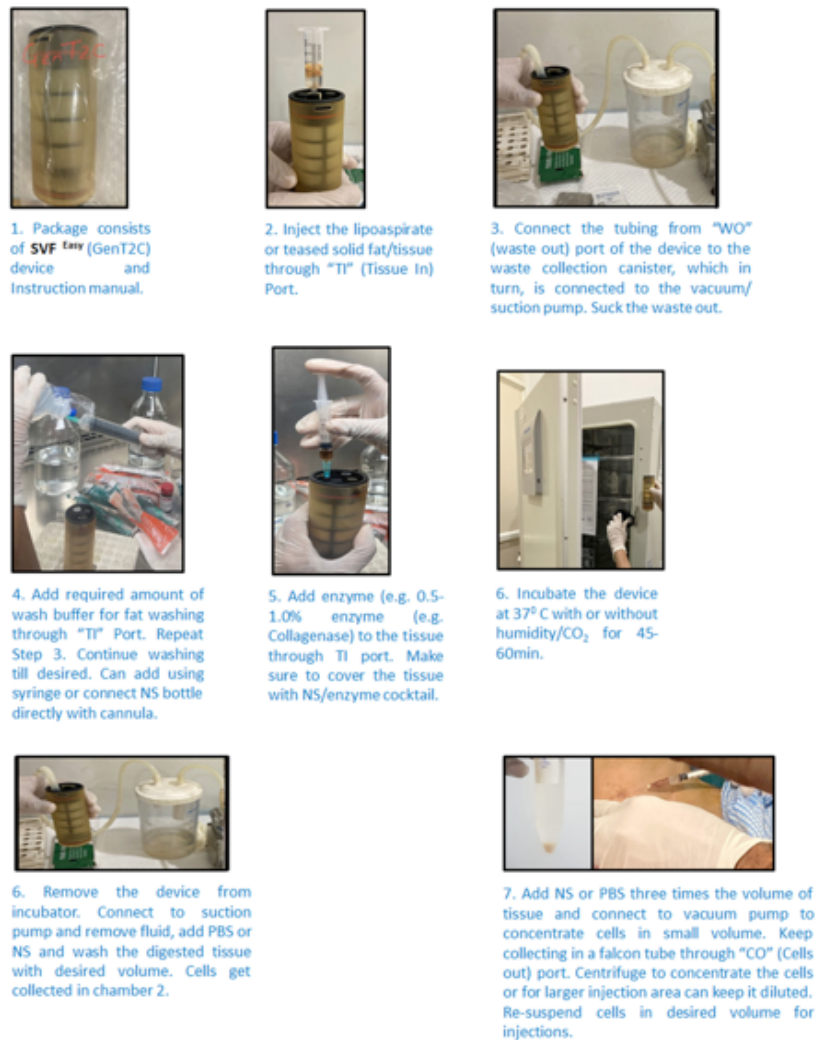 GenT2C
1. Package consists
of SVF Easy (GenT2C)
device and
Instruction manual.
2. Inject the lipoaspirate
or teased solid fat/tissue
through “TI” (Tissue In)
Port.
3. Connect the tubing from “WO”
(waste out) port of the device to the
waste collection canister, which in
turn, is connected to the vacuum/
suction pump. Suck the waste out.
4. Add required amount of
wash buffer for fat washing
through “TI” Port. Repeat
Step 3. Continue washing
till desired. Can add using
syringe or connect NS bottle
directly with cannula.
5. Add enzyme (e.g. 0.5-
1.0% enzyme (e.g.
Collagenase) to the tissue
through TI port. Make
sure to cover the tissue
with NS/enzyme cocktail.
6. Incubate the device
at 37⁰ C with or without
humidity/CO₂ for 45-
60min.
6. Remove the device from
incubator. Connect to suction
pump and remove fluid, add PBS or
NS and wash the digested tissue
with desired volume. Cells get
collected in chamber 2.
7. Add NS or PBS three times the volume of
tissue and connect to vacuum pump to
concentrate cells in small volume. Keep
collecting in a falcon tube through “CO” (Cells
out) port. Centrifuge to concentrate the cells
or for larger injection area can keep it diluted.
Re-suspend cells in desired volume for
injections.